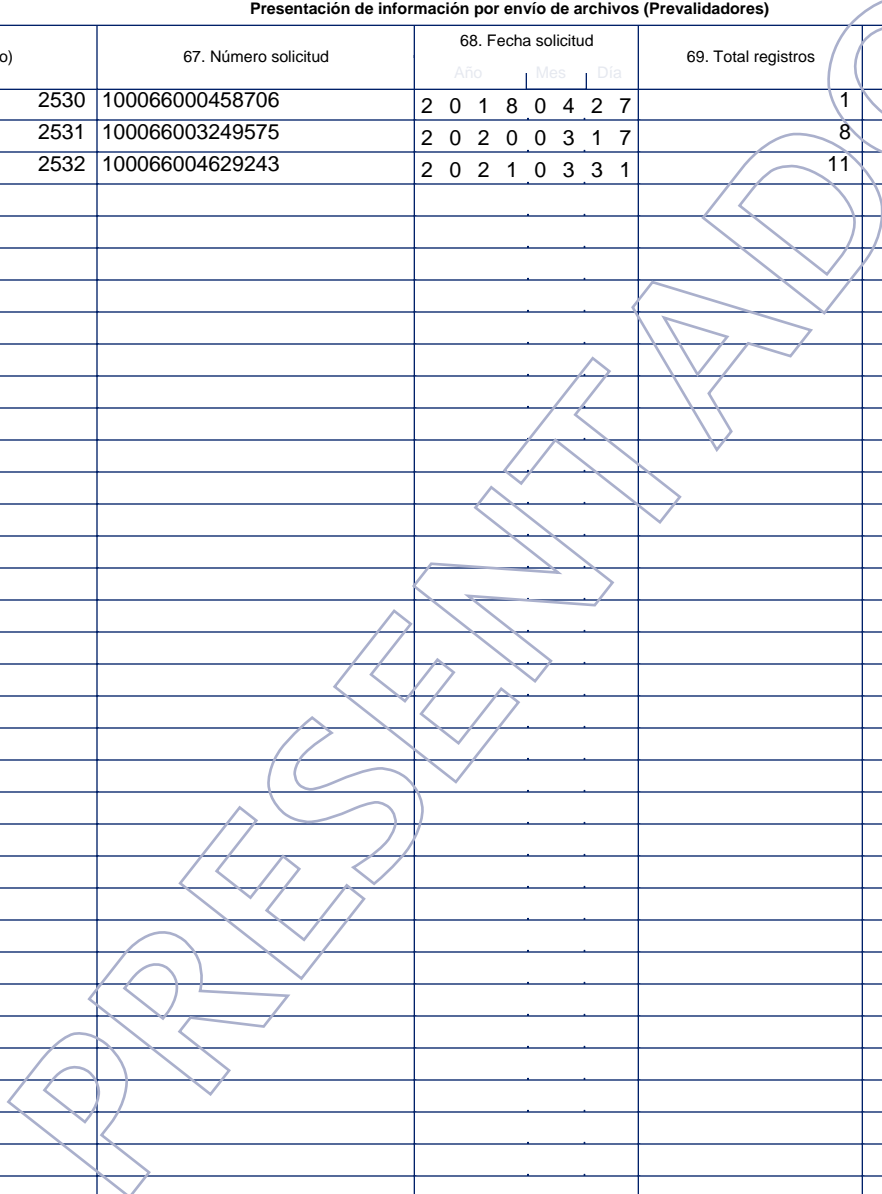 Presentación de información por envío de archivos (Prevalidadores)
o) 67. Número solicitud 68. Fecha solicitud 69. Total registros
Año Mes Día
2530 100066000458706 2 0 1 8 0 4 2 7 1
2531 100066003249575 2 0 2 0 0 3 1 7 8
2532 100066004629243 2 0 2 1 0 3 3 1 11
PRESENTADO